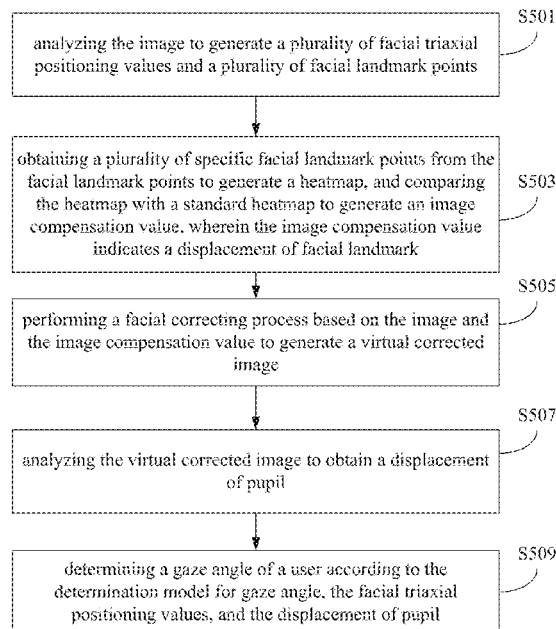 S501
analyzing the image to generate a plurality of facial triaxial
positioning values and a plurality of facial landmark points
obtaining a plurality of specific facial landmark points from the
facial landmark points to generate a heatmap, and comparing
the heatmap with a standard heatmap to generate an image
compensation value, wherein the image compensation value
indicates a displacement of facial landmark
S503
S505
performing a facial correcting process based on the image and
the image compensation value to generate a virtual corrected
image
S507
analyzing the virtual corrected image to obtain a displacement
of pupil
S509
determining a gaze angle of a user according to the
determination model for gaze angle, the facial triaxial
positioning values, and the displacement of pupil